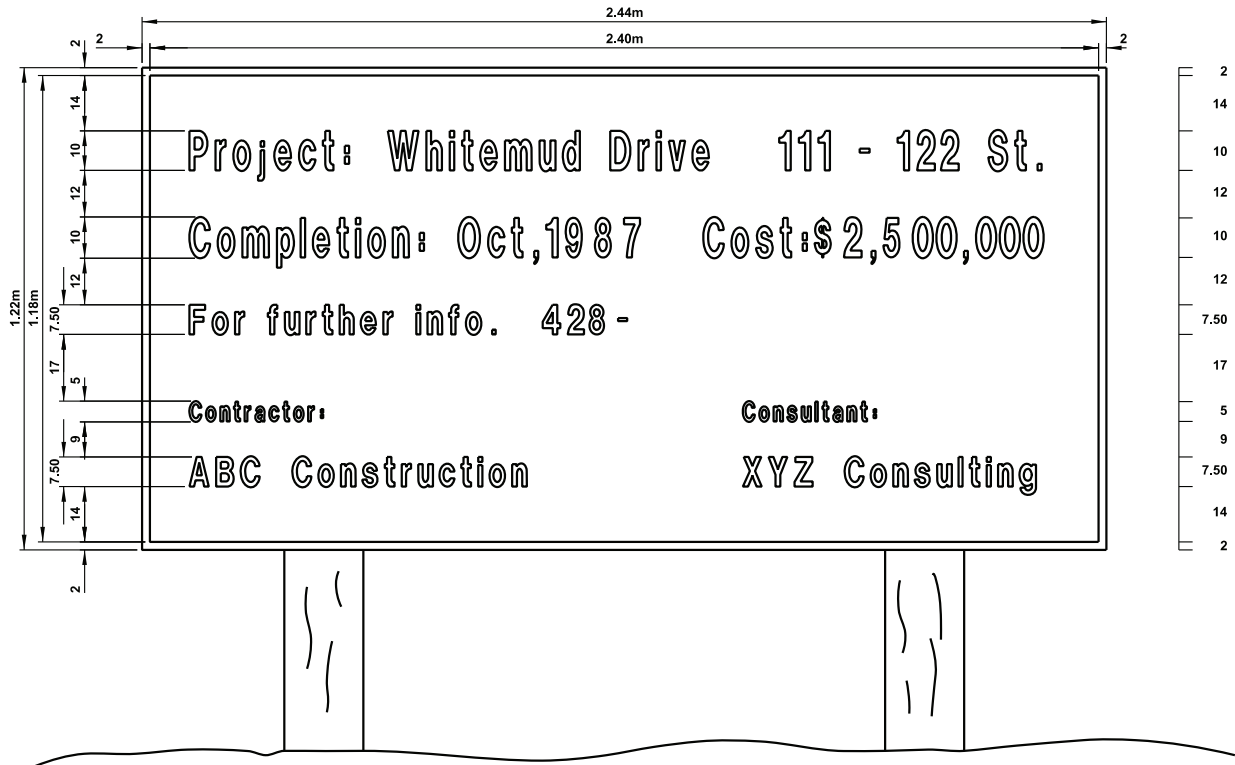 2.44m
2 2.40m 2
Project: Whitemud Drive 111 - 122 St.
Completion: Oct,1987 Cost:$2,500,000
For further info. 428-
Contractor: Consultant:
ABC Construction XYZ Consulting
1.22m
1.18m
2
14
10
12
10
12
7.50
17
5
9
7.50
14
2
2
14
10
12
10
12
7.50
17
5
9
7.50
14
2